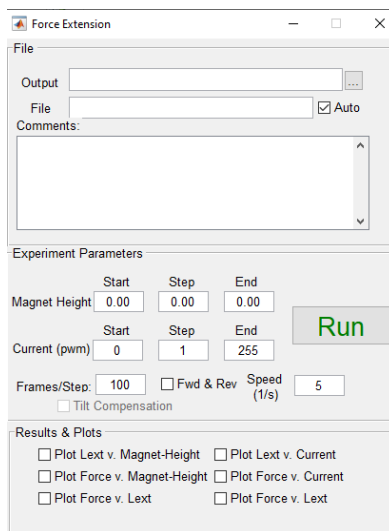 Force Extension
File
Output ...
File Auto
Comments:
Experiment Parameters
Start Step End
Magnet Height 0.00 0.00 0.00
Run
Start Step End
Current (pwm) 0 1 255
Frames/Step: 100 Fwd & Rev Speed (1/s) 5
Tilt Compensation
Results & Plots
Plot Lext v. Magnet-Height Plot Lext v. Current
Plot Force v. Magnet-Height Plot Force v. Current
Plot Force v. Lext Plot Force v. Lext